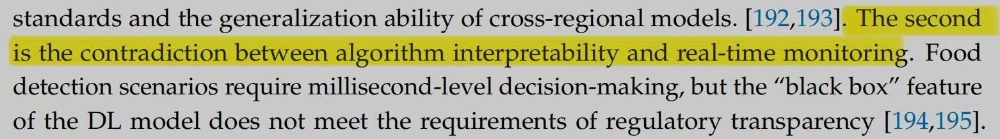 standards and the generalization ability of cross-regional models. [192,193]. The second
is the contradiction between algorithm interpretability and real-time monitoring. Food
detection scenarios require millisecond-level decision-making, but the “black box” feature
of the DL model does not meet the requirements of regulatory transparency [194,195].